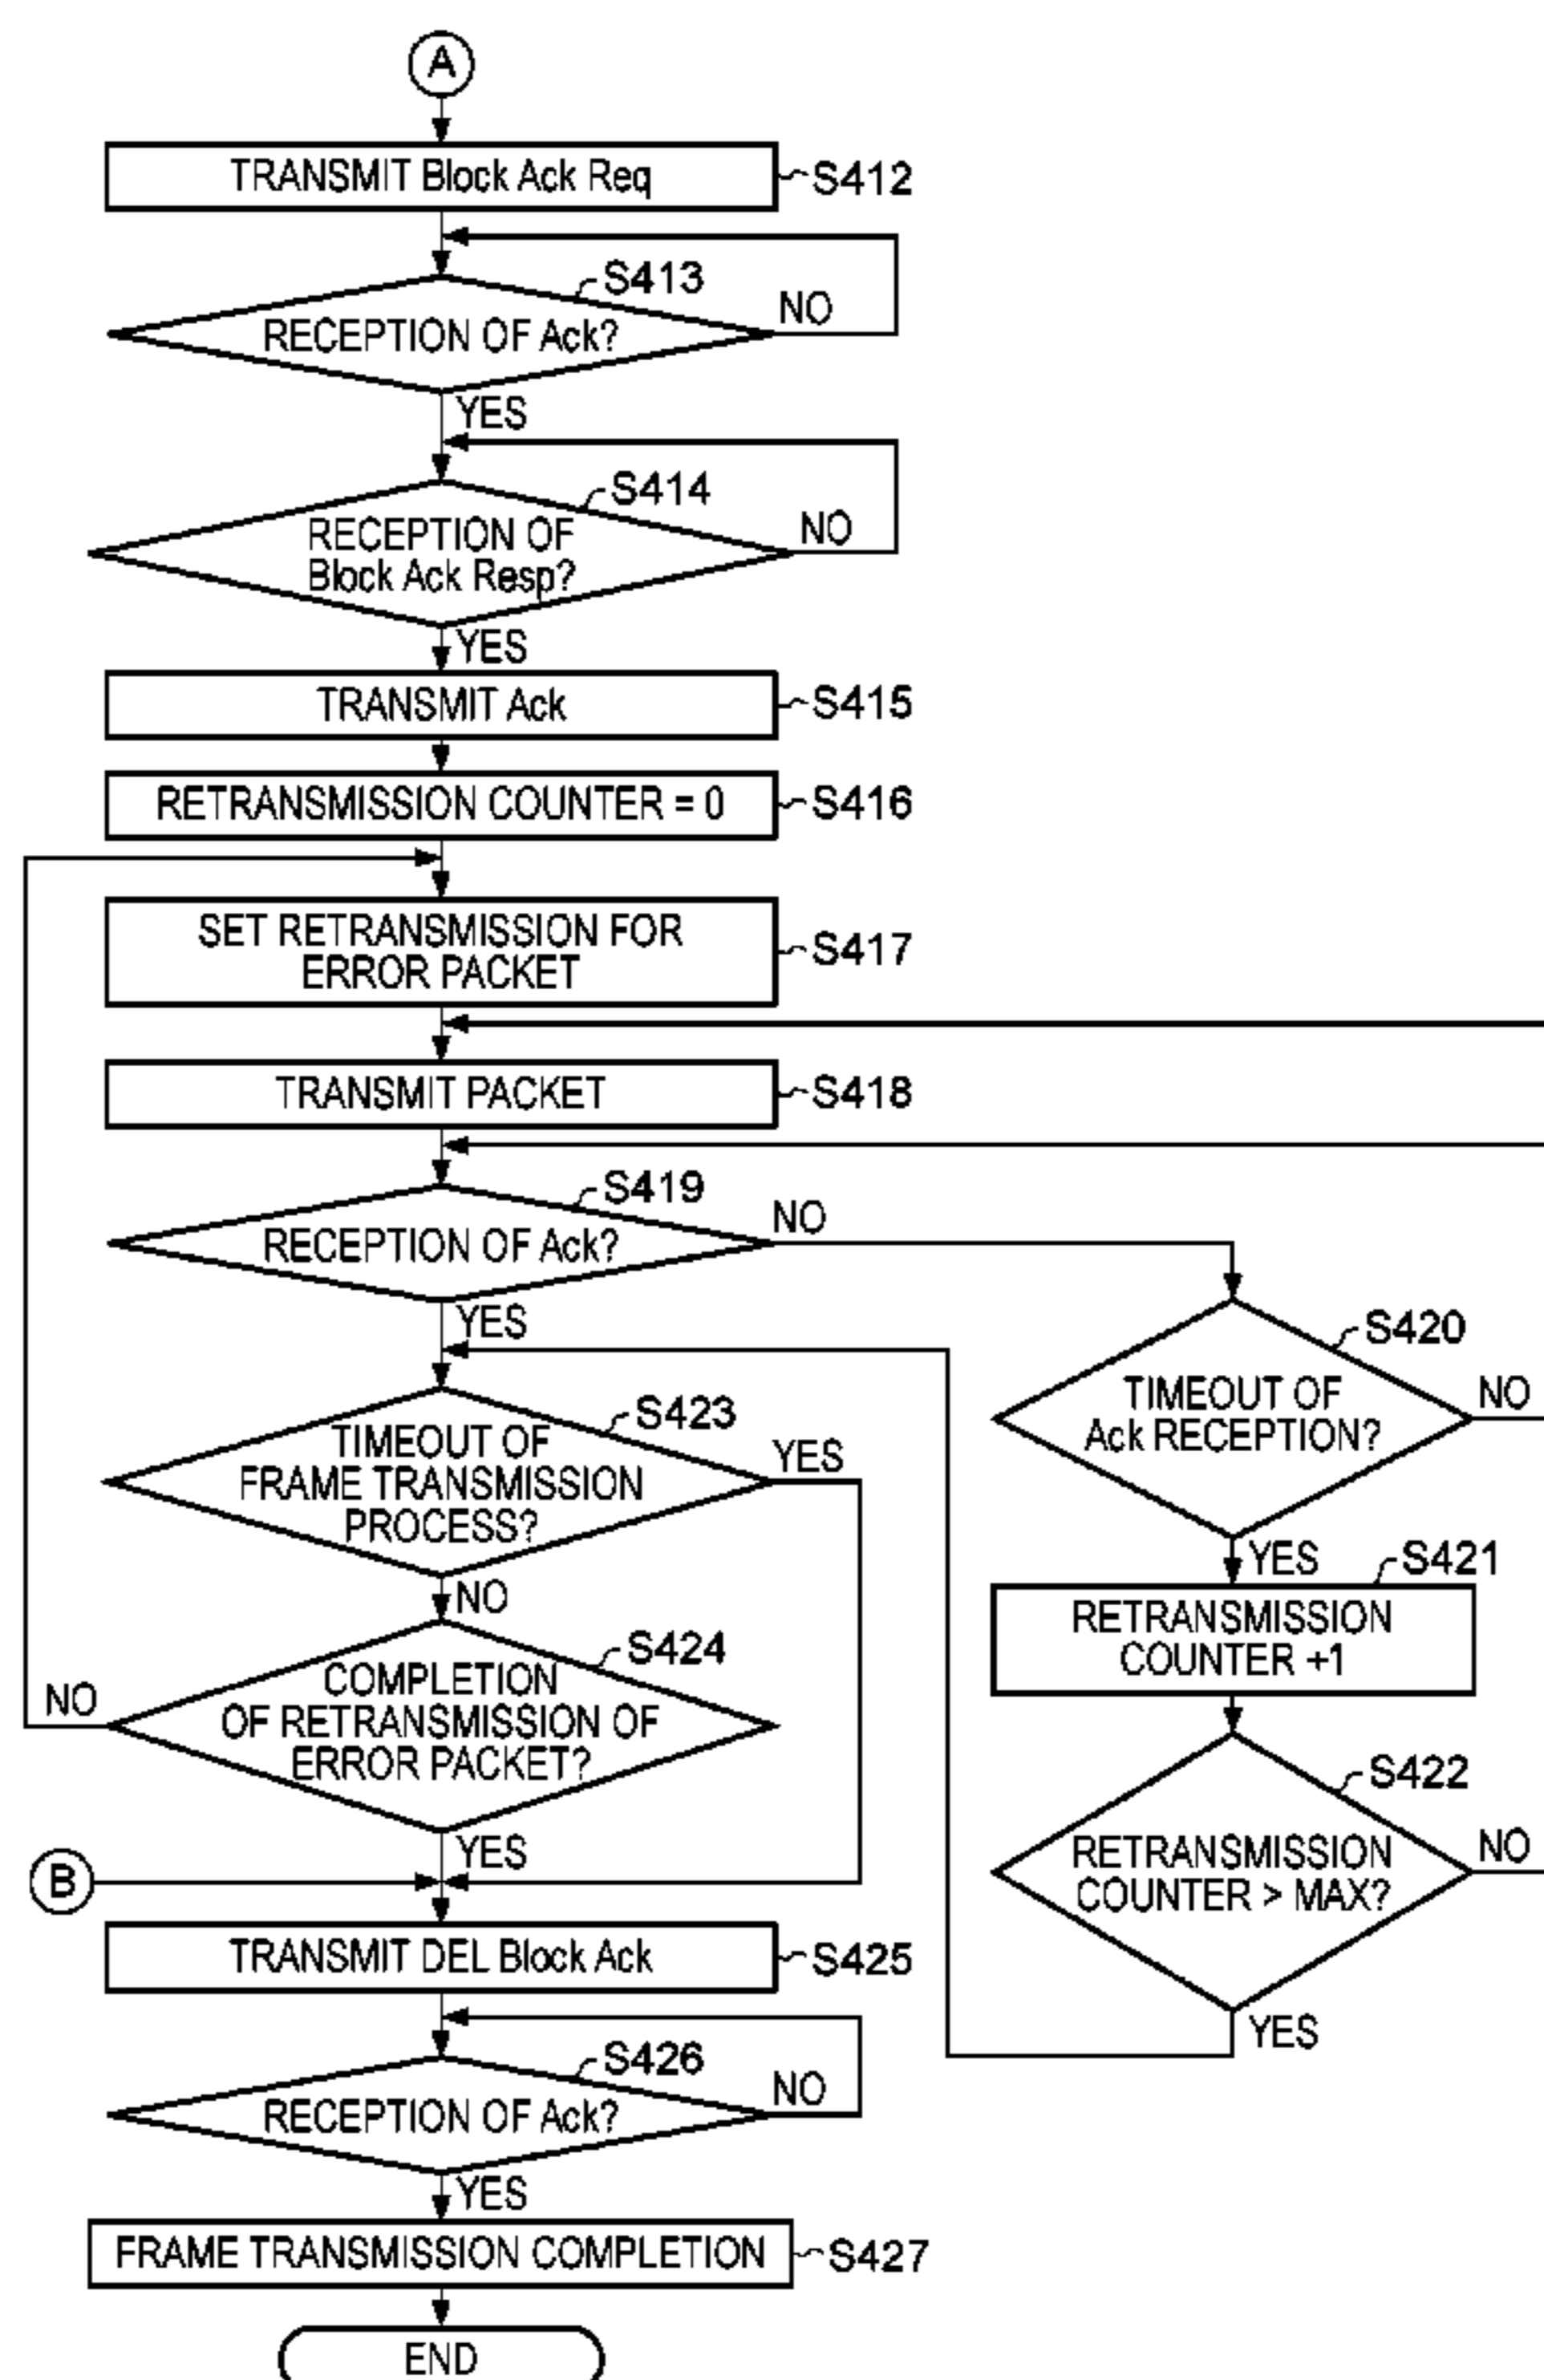 A
TRANSMIT Block Ack Req
S412
S413
RECEPTION OF Ack?
NO
YES
S414
RECEPTION OF
Block Ack Resp?
NO
YES
TRANSMIT Ack
S415
RETRANSMISSION COUNTER = 0
S416
SET RETRANSMISSION FOR
ERROR PACKET
S417
TRANSMIT PACKET
S418
S419
RECEPTION OF Ack?
NO
YES
S420
TIMEOUT OF
Ack RECEPTION?
NO
YES
S421
RETRANSMISSION
COUNTER +1
S422
RETRANSMISSION
COUNTER > MAX?
NO
YES
S423
TIMEOUT OF
FRAME TRANSMISSION
PROCESS?
YES
NO
S424
COMPLETION
OF RETRANSMISSION OF
ERROR PACKET?
NO
YES
B
TRANSMIT DEL Block Ack
S425
S426
RECEPTION OF Ack?
NO
YES
FRAME TRANSMISSION COMPLETION
S427
END